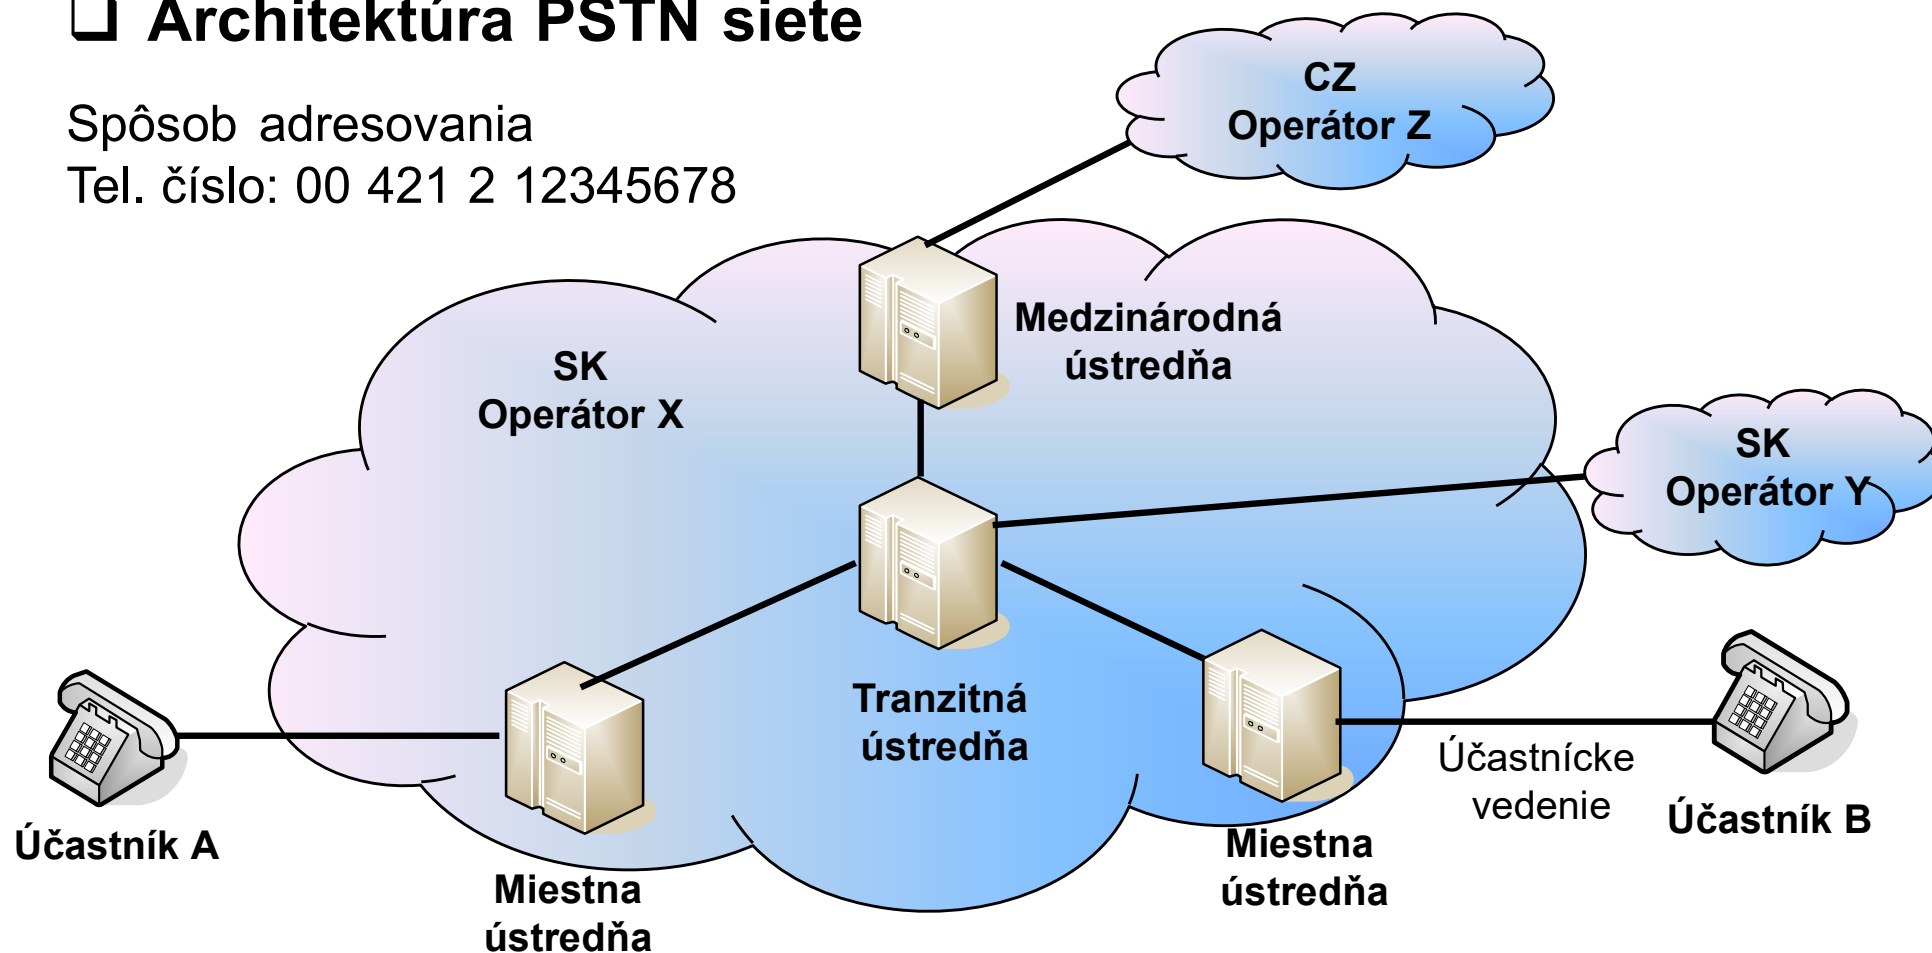 Architektúra PSTN siete
Spôsob adresovania
Tel. číslo: 00 421 2 12345678
CZ
Operátor Z
Medzinárodná
ústredňa
SK
Operátor X
SK
Operátor Y
Tranzitná
ústredňa
Účastnícke
vedenie
Účastník A
Účastník B
Miestna
ústredňa
Miestna
ústredňa